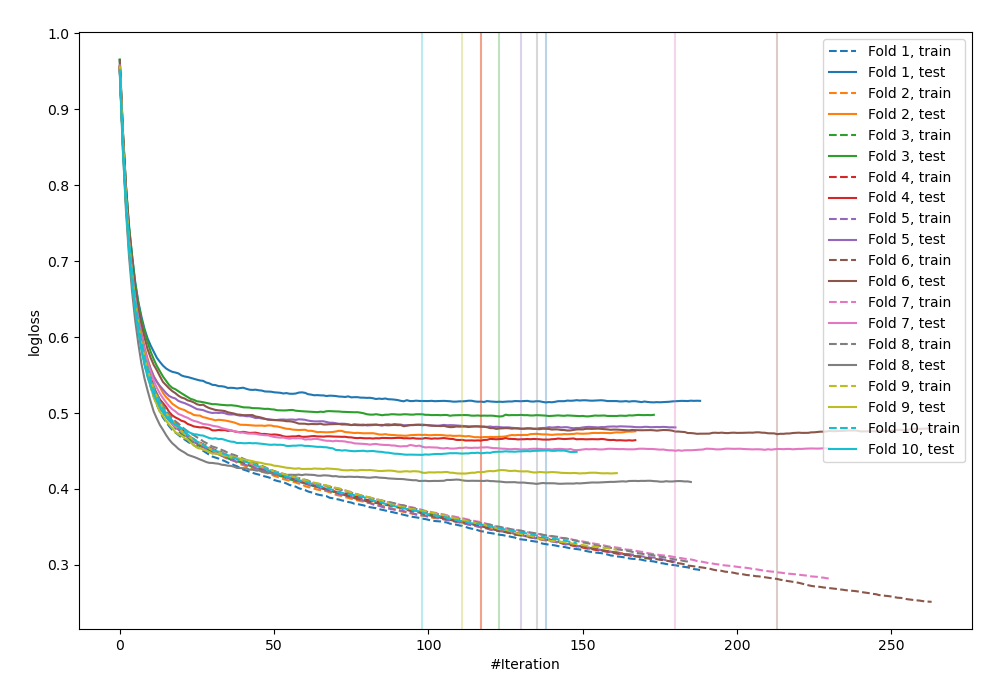 1.0
0.9
0.8
0.7
0.6
0.5
0.4
0.3
logloss
0
50
100
150
200
250
#Iteration
Fold 1, train
Fold 1, test
Fold 2, train
Fold 2, test
Fold 3, train
Fold 3, test
Fold 4, train
Fold 4, test
Fold 5, train
Fold 5, test
Fold 6, train
Fold 6, test
Fold 7, train
Fold 7, test
Fold 8, train
Fold 8, test
Fold 9, train
Fold 9, test
Fold 10, train
Fold 10, test